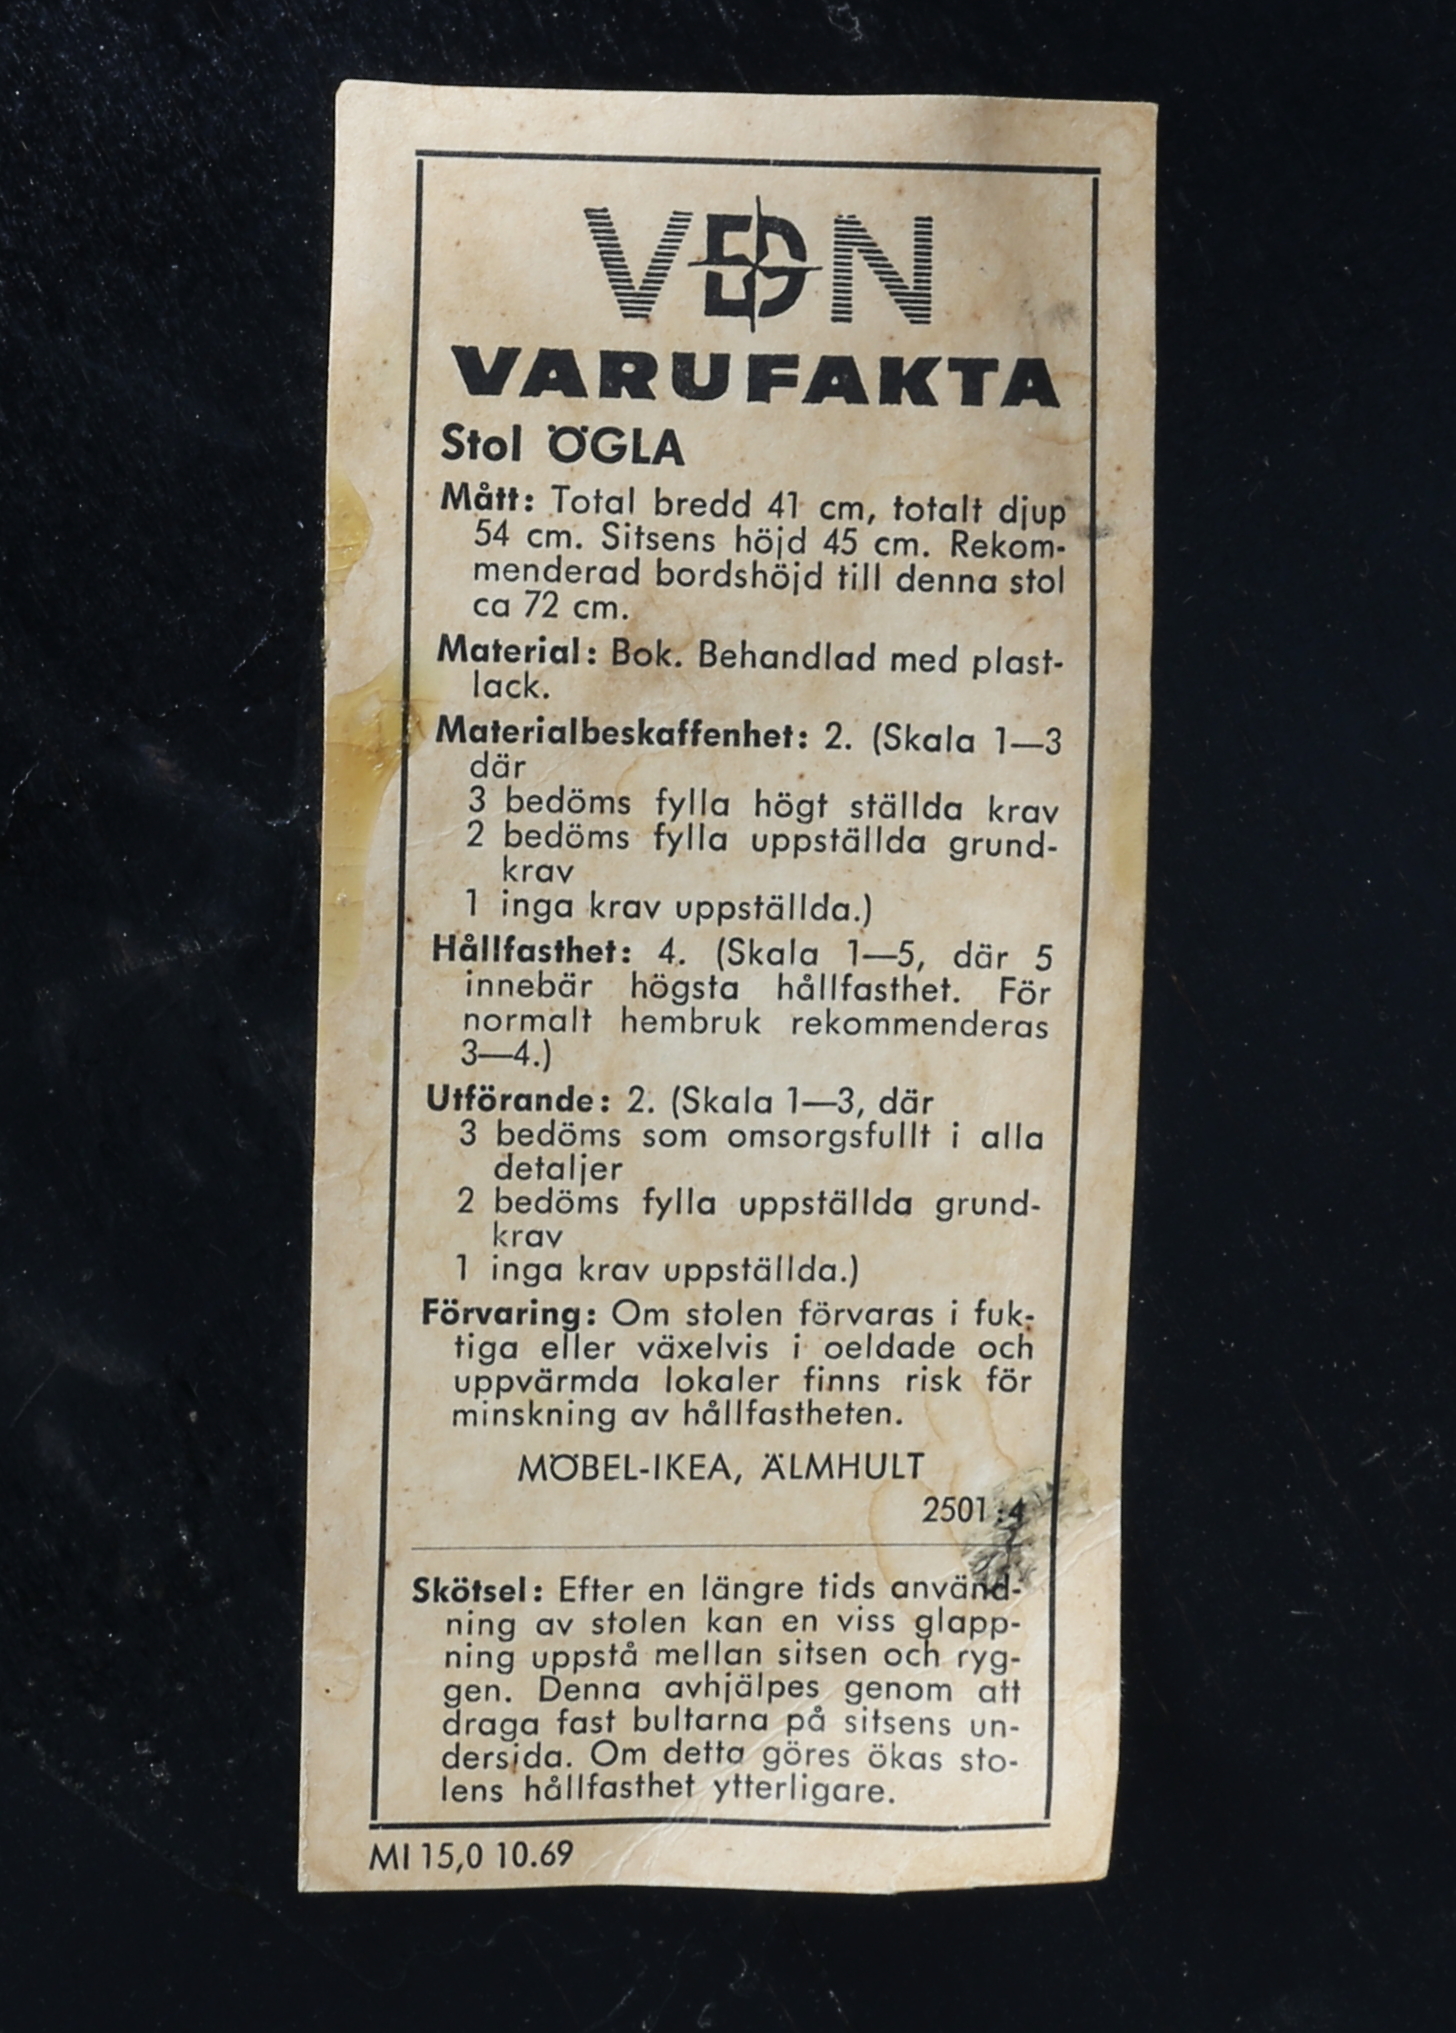 VDN
VARUFAKTA
Stol ÖGLA
Mått: Total bredd 41 cm, totalt djup
54 cm. Sitsens höjd 45 cm. Rekom-
menderad bordshöjd till denna stol
ca 72 cm.
Material: Bok. Behandlad med plast-
lack.
Materialbeskaffenhet: 2. (Skala 1—3
där
3 bedöms fylla högt ställda krav
2 bedöms fylla uppställda grund-
krav
1 inga krav uppställda.)
Hållfasthet: 4. (Skala 1—5, där 5
innebär högsta hållfasthet. För
normalt hembruk rekommenderas
3—4.)
Utförande: 2. (Skala 1—3, där
3 bedöms som omsorgsfullt i alla
detaljer
2 bedöms fylla uppställda grund-
krav
1 inga krav uppställda.)
Förvaring: Om stolen förvaras i fuk-
tiga eller växelvis i oeldade och
uppvärmda lokaler finns risk för
minskning av hållfastheten.
MÖBEL-IKEA, ÄLMHULT
2501:4
Skötsel: Efter en längre tids använd-
ning av stolen kan en viss glapp-
ning uppstå mellan sitsen och ryg-
gen. Denna avhjälpes genom att
draga fast bultarna på sitsens un-
dersida. Om detta göres ökas sto-
lens hållfasthet ytterligare.
MI 15,0 10.69